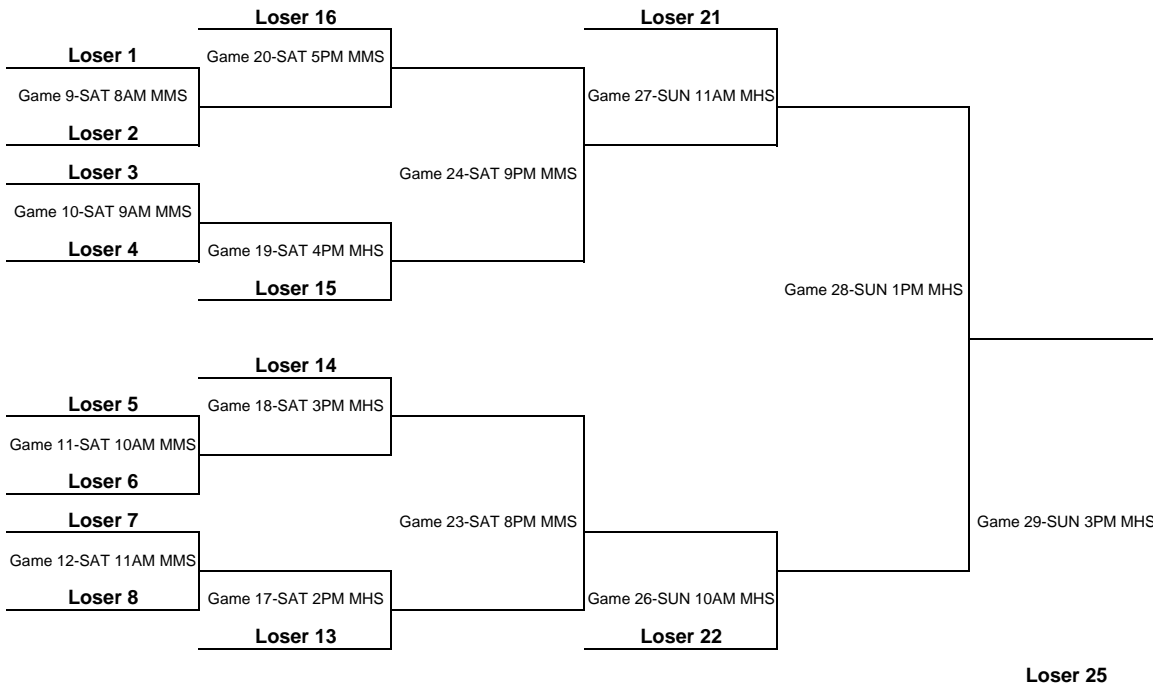 Loser 16
Loser 21
Loser 1
Game 20-SAT 5PM MMS
Game 9-SAT 8AM MMS
Game 27-SUN 11AM MHS
Loser 2
Loser 3
Game 24-SAT 9PM MMS
Game 10-SAT 9AM MMS
Loser 4
Game 19-SAT 4PM MHS
Loser 15
Game 28-SUN 1PM MHS
Loser 14
Loser 5
Game 18-SAT 3PM MHS
Game 11-SAT 10AM MMS
Loser 6
Loser 7
Game 23-SAT 8PM MMS
Game 29-SUN 3PM MHS
Game 12-SAT 11AM MMS
Loser 8
Game 17-SAT 2PM MHS
Game 26-SUN 10AM MHS
Loser 13
Loser 22
Loser 25